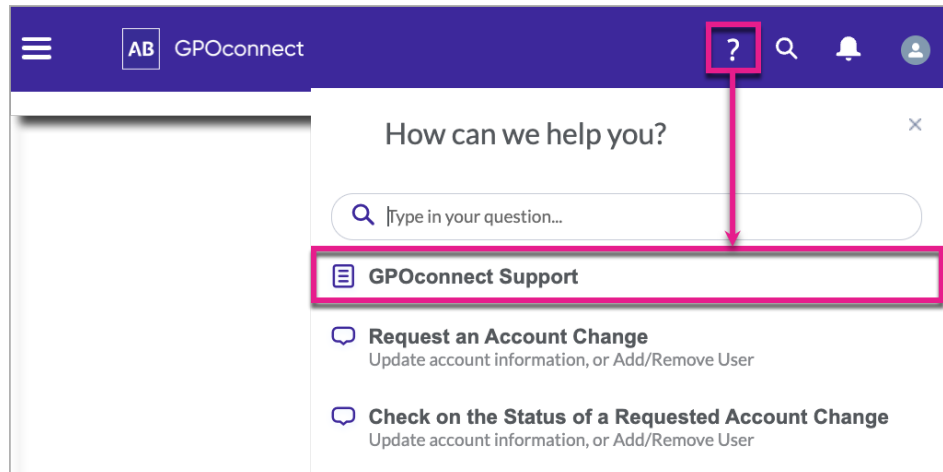 AB GPOconnect ?
How can we help you?
Type in your question...
GPOconnect Support
Request an Account Change
Update account information, or Add/Remove User
Check on the Status of a Requested Account Change
Update account information, or Add/Remove User